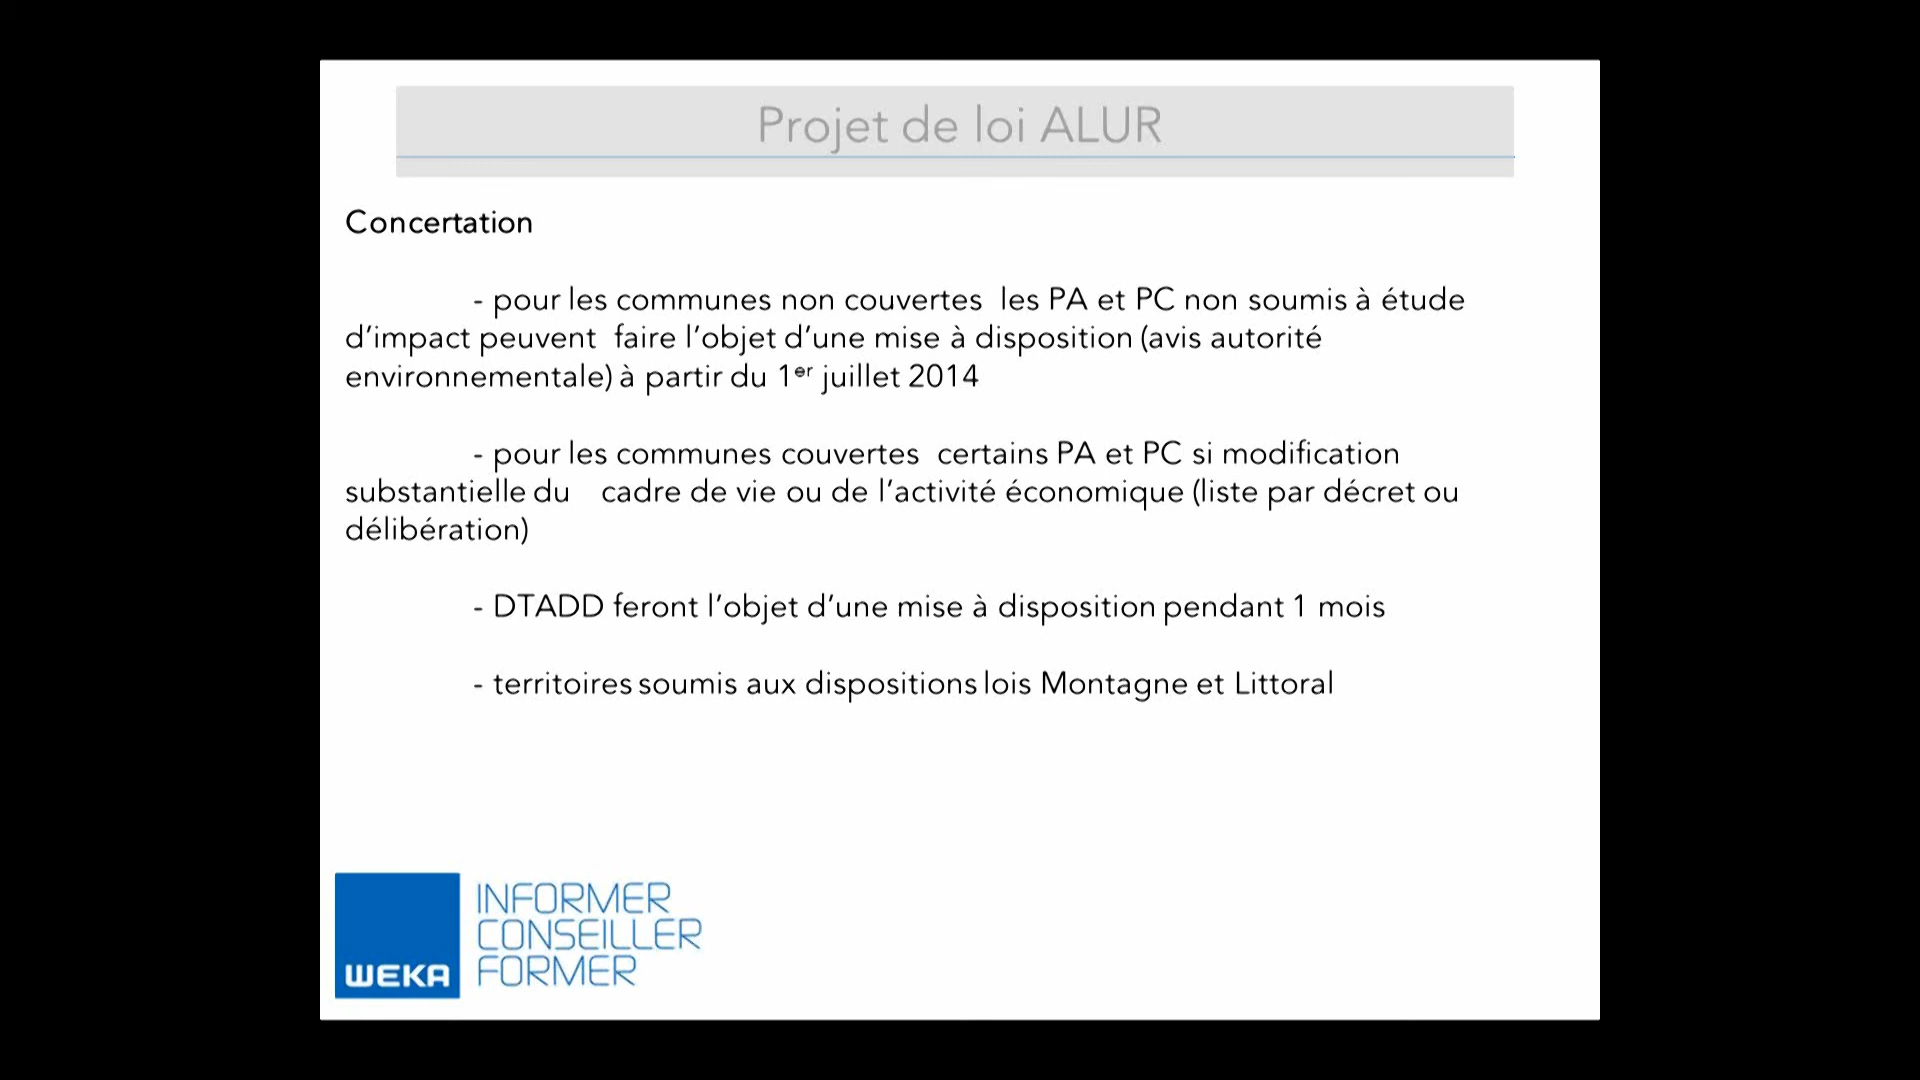 Projet de loi ALUR
Concertation
- pour les communes non couvertes les PA et PC non soumis à étude
d’impact peuvent faire l’objet d’une mise à disposition (avis autorité
environnementale) à partir du 1er juillet 2014
- pour les communes couvertes certains PA et PC si modification
substantielle du cadre de vie ou de l’activité économique (liste par décret ou
délibération)
- DTADD feront l’objet d’une mise à disposition pendant 1 mois
- territoires soumis aux dispositions lois Montagne et Littoral
WEKA
INFORMER
CONSEILLER
FORMER